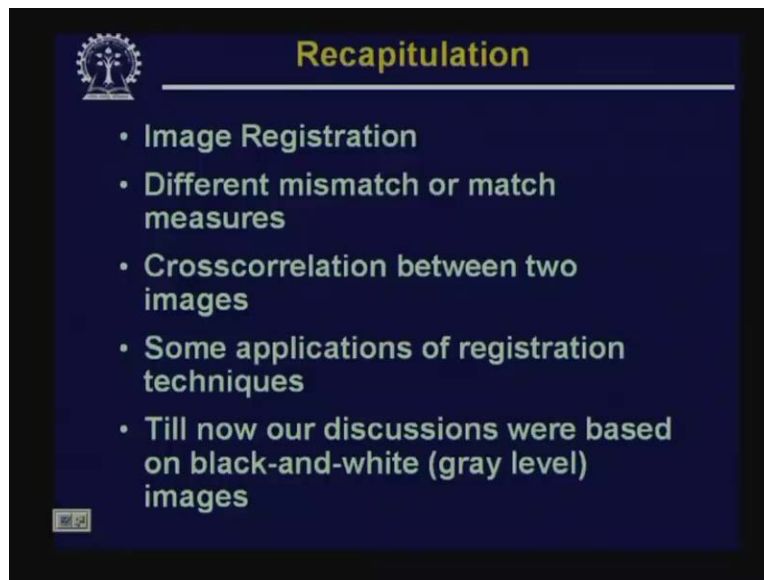 Recapitulation
• Image Registration
• Different mismatch or match
measures
• Crosscorrelation between two
images
• Some applications of registration
techniques
• Till now our discussions were based
on black-and-white (gray level)
images